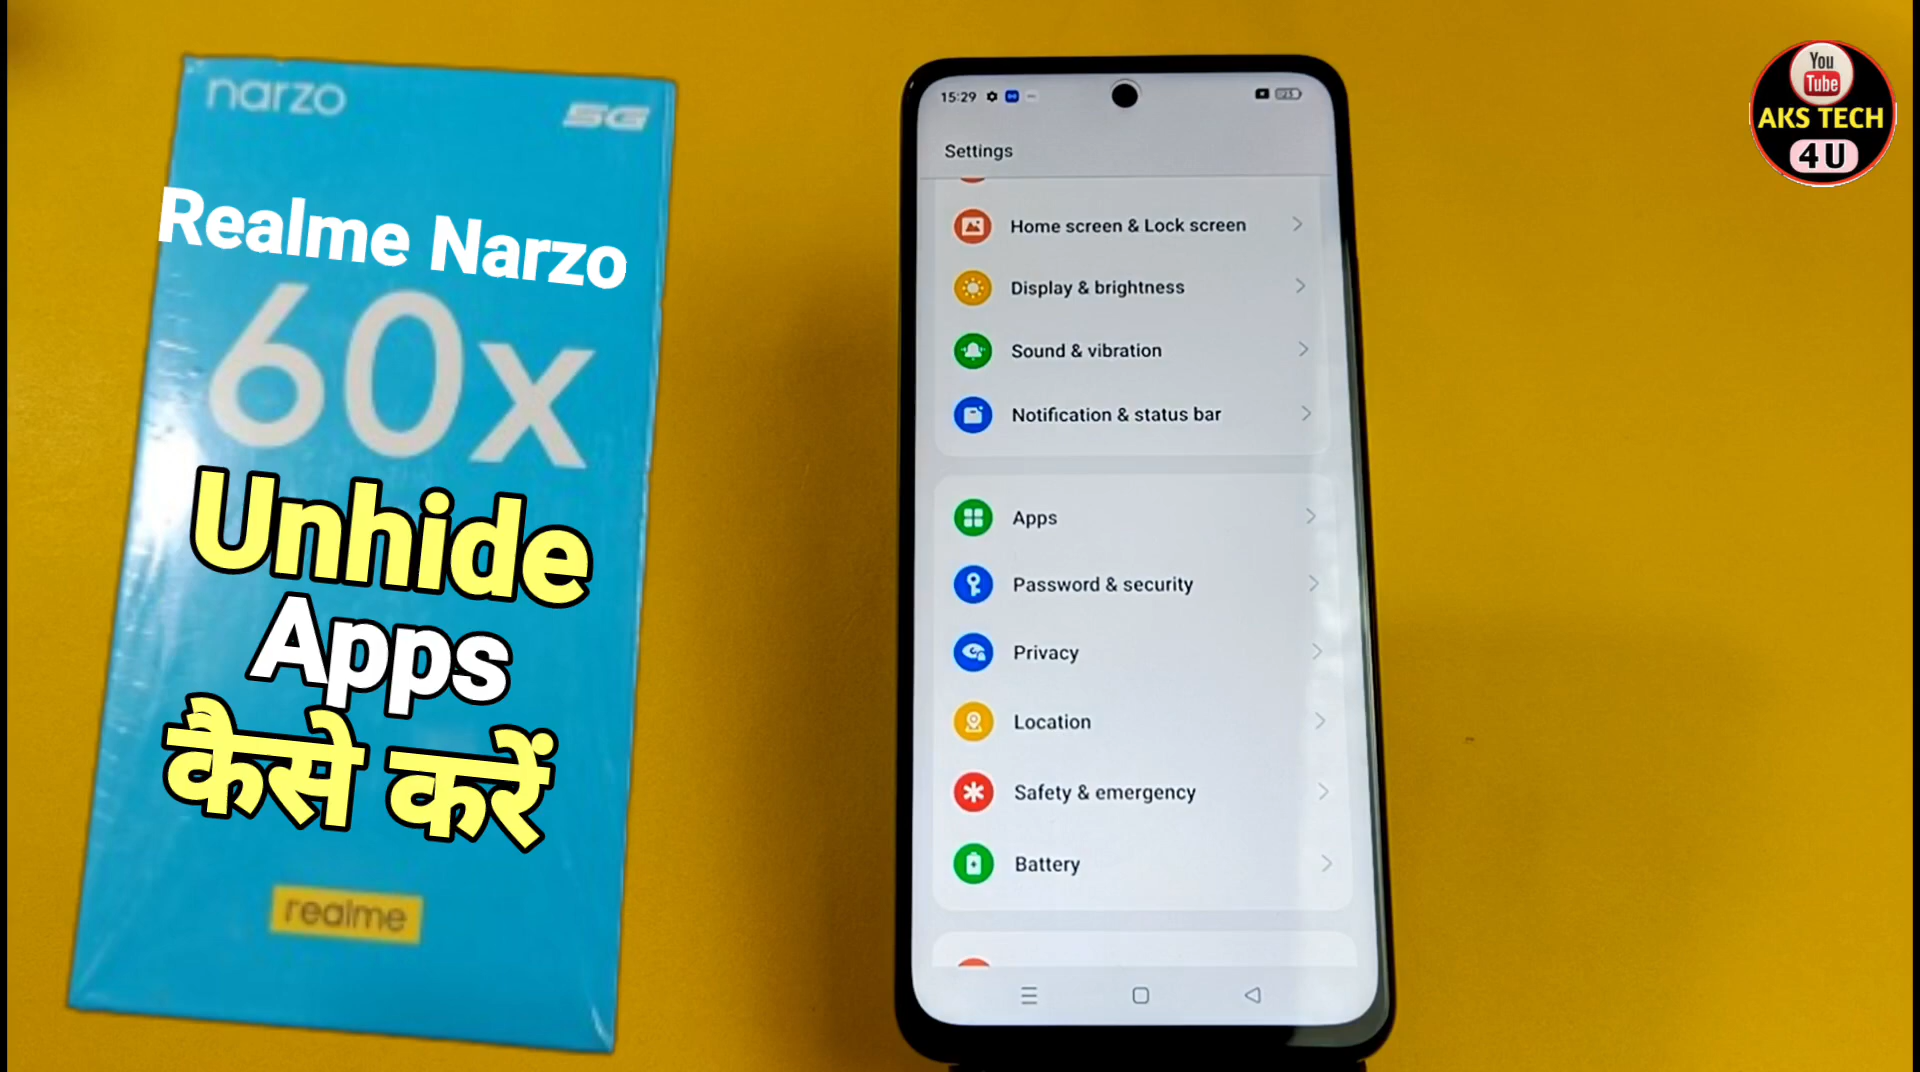 narzo
5G
Realme Narzo
60x
Unhide
Apps
कैसे करें
realme
15:29
Settings
Home screen & Lock screen
Display & brightness
Sound & vibration
Notification & status bar
Apps
Password & security
Privacy
Location
Safety & emergency
Battery
You
Tube
AKS TECH
4 U